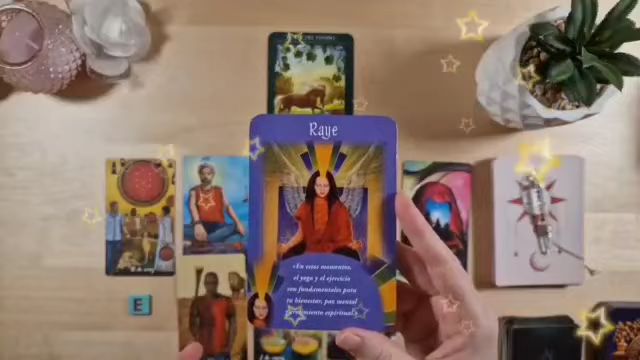 Raye
«En estos momentos,
el yoga y el ejercicio
son fundamentales para
tu bienestar, paz mental
y crecimiento espiritual».
E